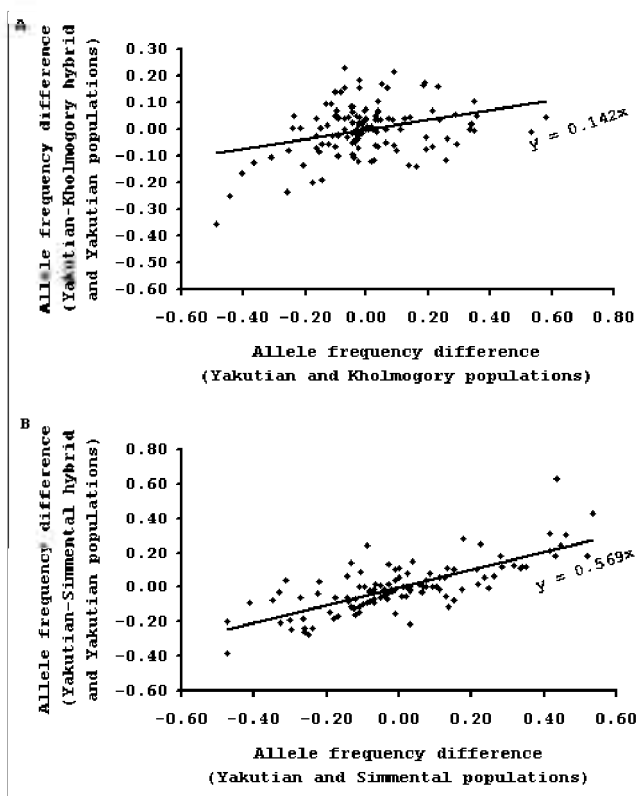 A
Allele frequency difference
(Yakutian-Kholmogory hybrid
and Yakutian populations)
0.30
0.20
0.10
0.00
-0.10
-0.20
-0.30
-0.40
-0.50
-0.60
y = 0.142x
-0.60 -0.40 -0.20 0.00 0.20 0.40 0.60 0.80
Allele frequency difference
(Yakutian and Kholmogory populations)
B
Allele frequency difference
(Yakutian-Simmental hybrid
and Yakutian populations)
0.80
0.60
0.40
0.20
0.00
-0.20
-0.40
-0.60
y = 0.569x
-0.60 -0.40 -0.20 0.00 0.20 0.40 0.60
Allele frequency difference
(Yakutian and Simmental populations)